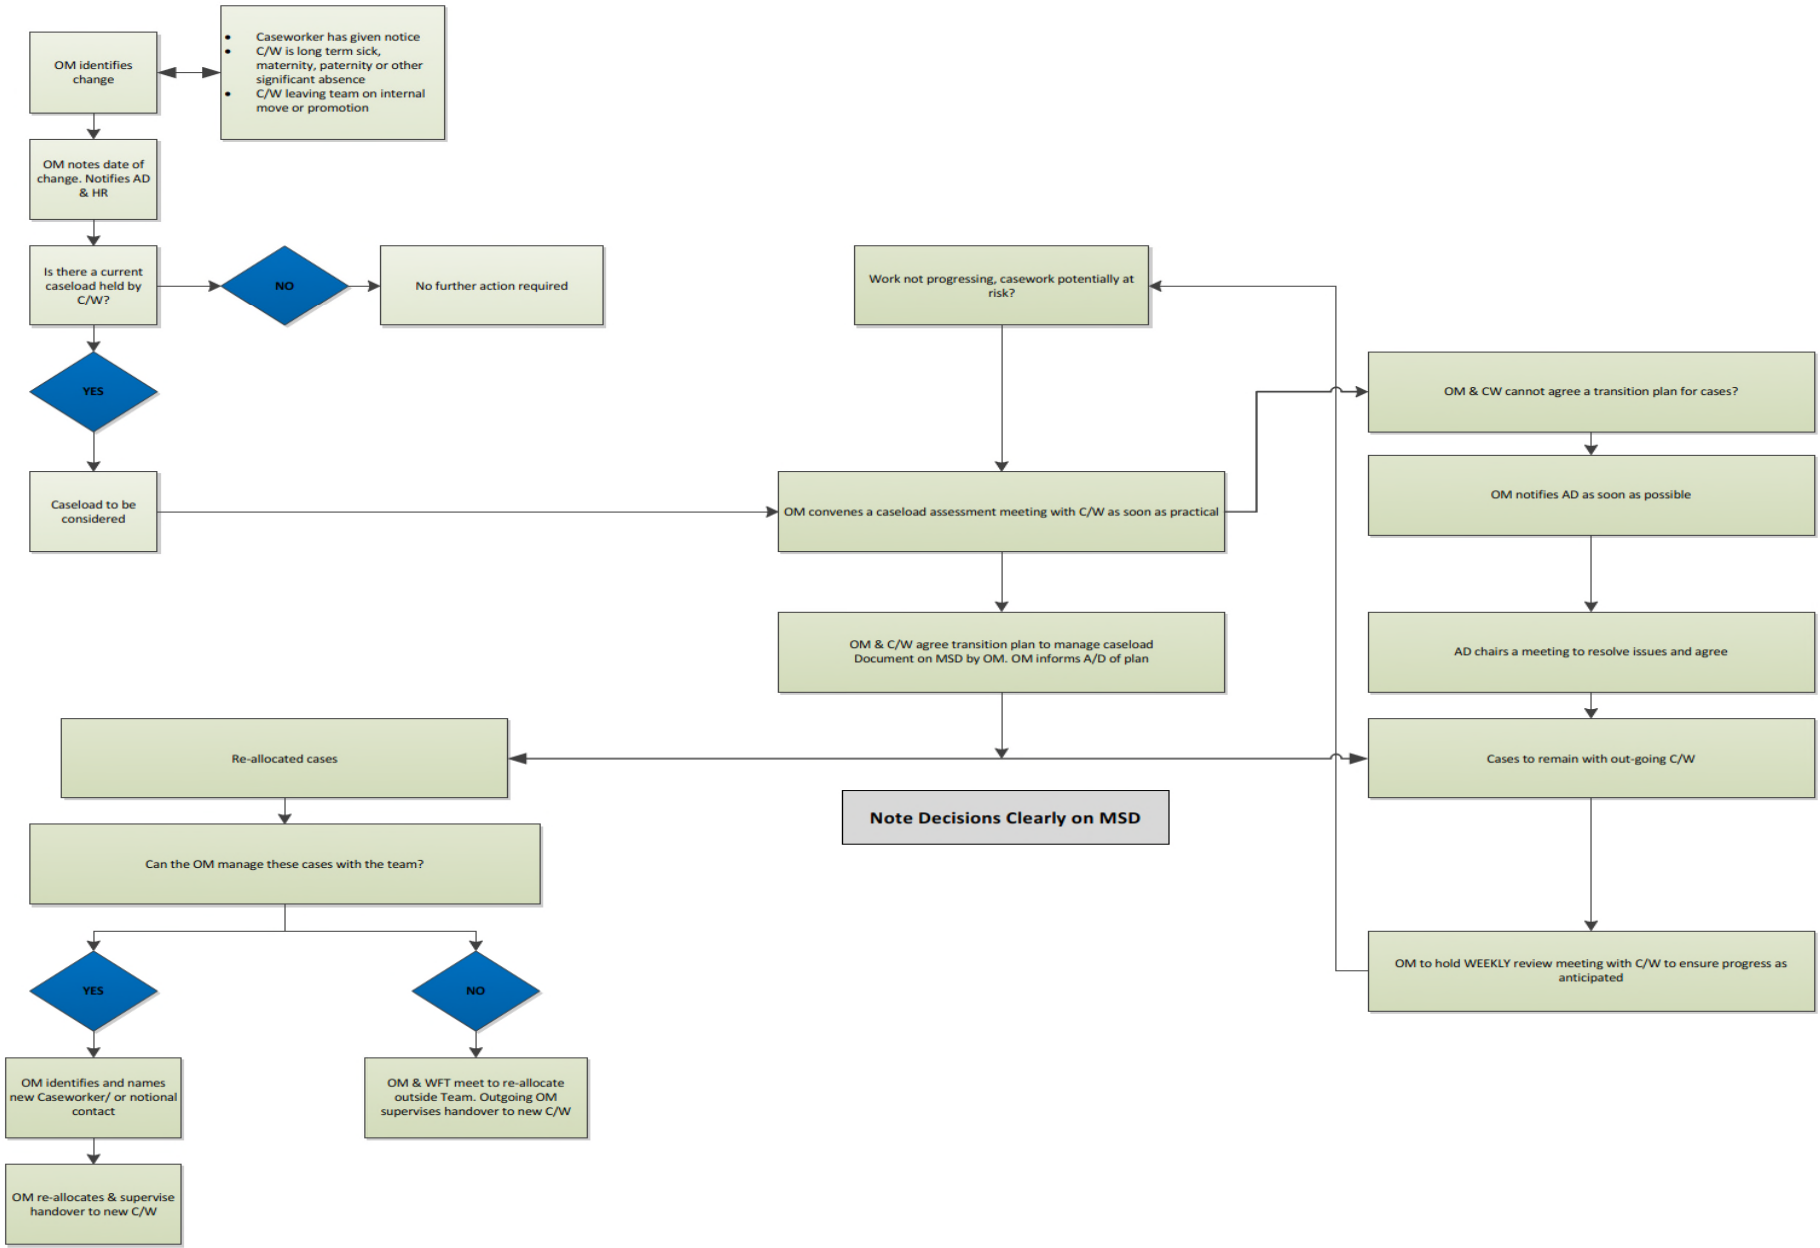 OM identifies
change
• Caseworker has given notice
• C/W is long term sick,
maternity, paternity or other
significant absence
• C/W leaving team on internal
move or promotion
OM notes date of
change. Notifies AD
& HR
Is there a current
caseload held by
C/W?
NO
No further action required
YES
Caseload to be
considered
Work not progressing, casework potentially at
risk?
OM convenes a caseload assessment meeting with C/W as soon as practical
OM & C/W agree transition plan to manage caseload
Document on MSD by OM. OM informs A/D of plan
OM & CW cannot agree a transition plan for cases?
OM notifies AD as soon as possible
AD chairs a meeting to resolve issues and agree
Cases to remain with out-going C/W
OM to hold WEEKLY review meeting with C/W to ensure progress as
anticipated
Note Decisions Clearly on MSD
Re-allocated cases
Can the OM manage these cases with the team?
YES
NO
OM identifies and names
new Caseworker/ or notional
contact
OM & WFT meet to re-allocate
outside Team. Outgoing OM
supervises handover to new C/W
OM re-allocates & supervise
handover to new C/W